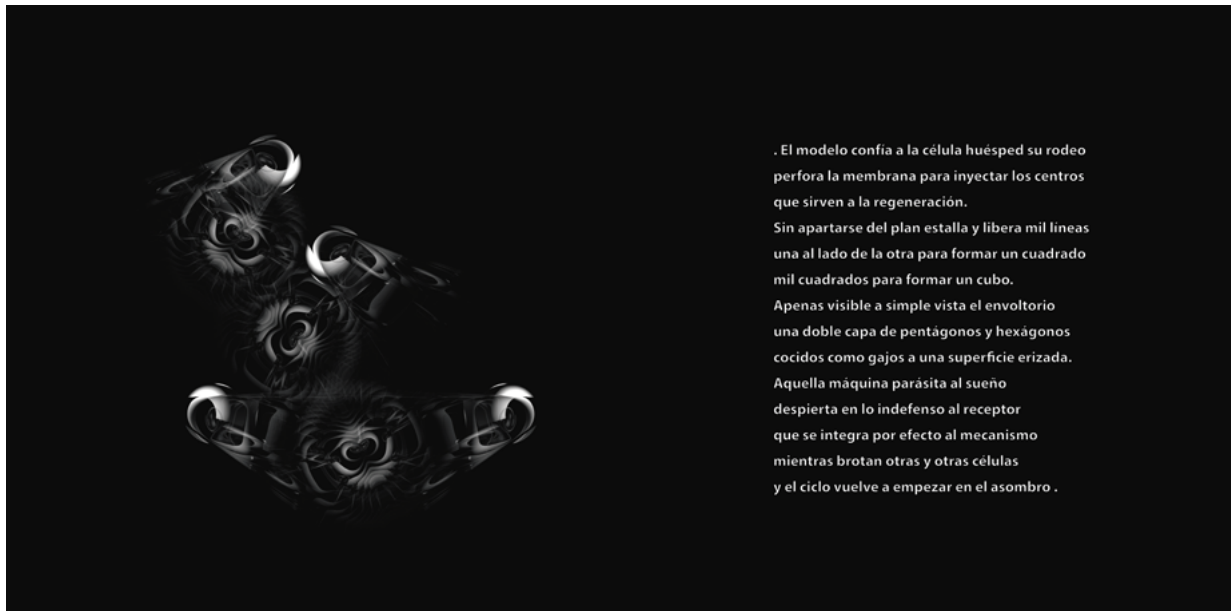 . El modelo confía a la célula huésped su rodeo
perfora la membrana para inyectar los centros
que sirven a la regeneración.
Sin apartarse del plan estalla y libera mil líneas
una al lado de la otra para formar un cuadrado
mil cuadrados para formar un cubo.
Apenas visible a simple vista el envoltorio
una doble capa de pentágonos y hexágonos
cocidos como gajos a una superficie erizada.
Aquella máquina parásita al sueño
despierta en lo indefenso al receptor
que se integra por efecto al mecanismo
mientras brotan otras y otras células
y el ciclo vuelve a empezar en el asombro .